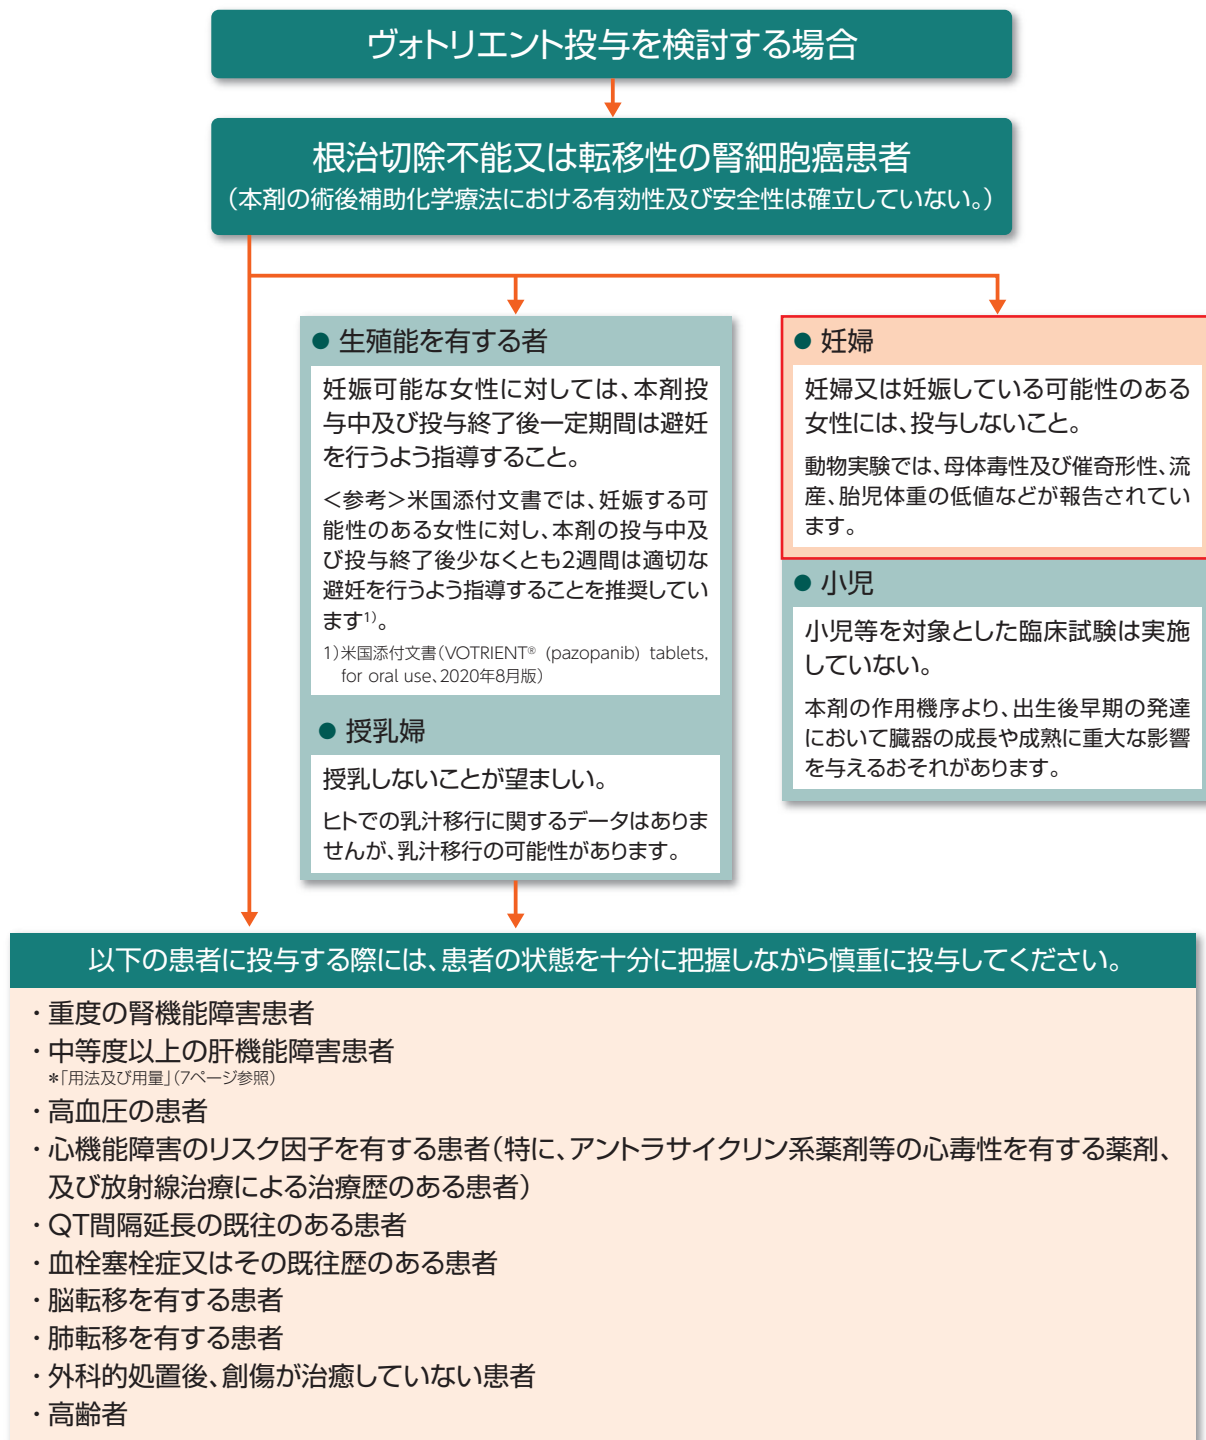 ヴォトリエント投与を検討する場合
根治切除不能又は転移性の腎細胞癌患者
（本剤の術後補助化学療法における有効性及び安全性は確立していない。）
● 生殖能を有する者
妊娠可能な女性に対しては、本剤投
与中及び投与終了後一定期間は避妊
を行うよう指導すること。
＜参考＞米国添付文書では、妊娠する可
能性のある女性に対し、本剤の投与中及
び投与終了後少なくとも2週間は適切な
避妊を行うよう指導することを推奨してい
ます1)。
1）米国添付文書（VOTRIENT® (pazopanib) tablets,
for oral use、2020年8月版）
● 授乳婦
授乳しないことが望ましい。
ヒトでの乳汁移行に関するデータはありま
せんが、乳汁移行の可能性があります。
● 妊婦
妊婦又は妊娠している可能性のある
女性には、投与しないこと。
動物実験では、母体毒性及び催奇形性、流
産、胎児体重の低値などが報告されてい
ます。
● 小児
小児等を対象とした臨床試験は実施
していない。
本剤の作用機序より、出生後早期の発達
において臓器の成長や成熟に重大な影響
を与えるおそれがあります。
以下の患者に投与する際には、患者の状態を十分に把握しながら慎重に投与してください。
・重度の腎機能障害患者
・中等度以上の肝機能障害患者
＊「用法及び用量」（7ページ参照）
・高血圧の患者
・心機能障害のリスク因子を有する患者（特に、アントラサイクリン系薬剤等の心毒性を有する薬剤、
及び放射線治療による治療歴のある患者）
・QT間隔延長の既往のある患者
・血栓塞栓症又はその既往歴のある患者
・脳転移を有する患者
・肺転移を有する患者
・外科的処置後、創傷が治癒していない患者
・高齢者